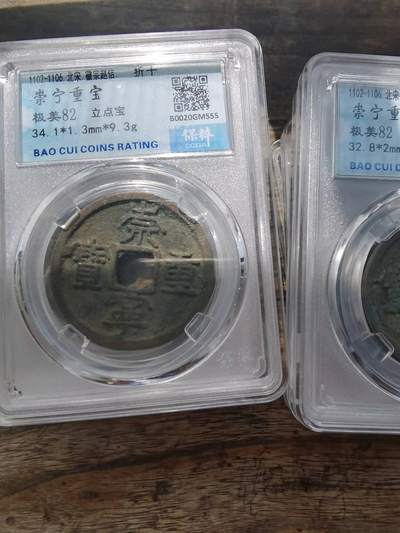 1102-1106 北宋 徽宗赵佶 折十
崇宁重宝
极美82 立点宝
34.1*1.3mm*9.3g
B0020GM555
保粹
BAO CUI COINS RATING
崇
寶 重
寧
1102-1106 北宋
崇宁重宝
极美82
32.8*2mm
BAO CUI C